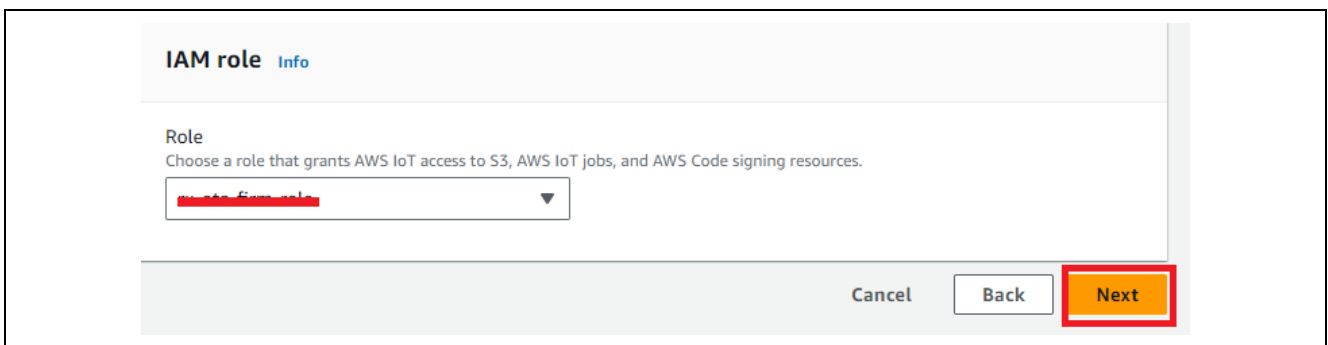 IAM role Info
Role
Choose a role that grants AWS IoT access to S3, AWS IoT jobs, and AWS Code signing resources.
Cancel Back Next